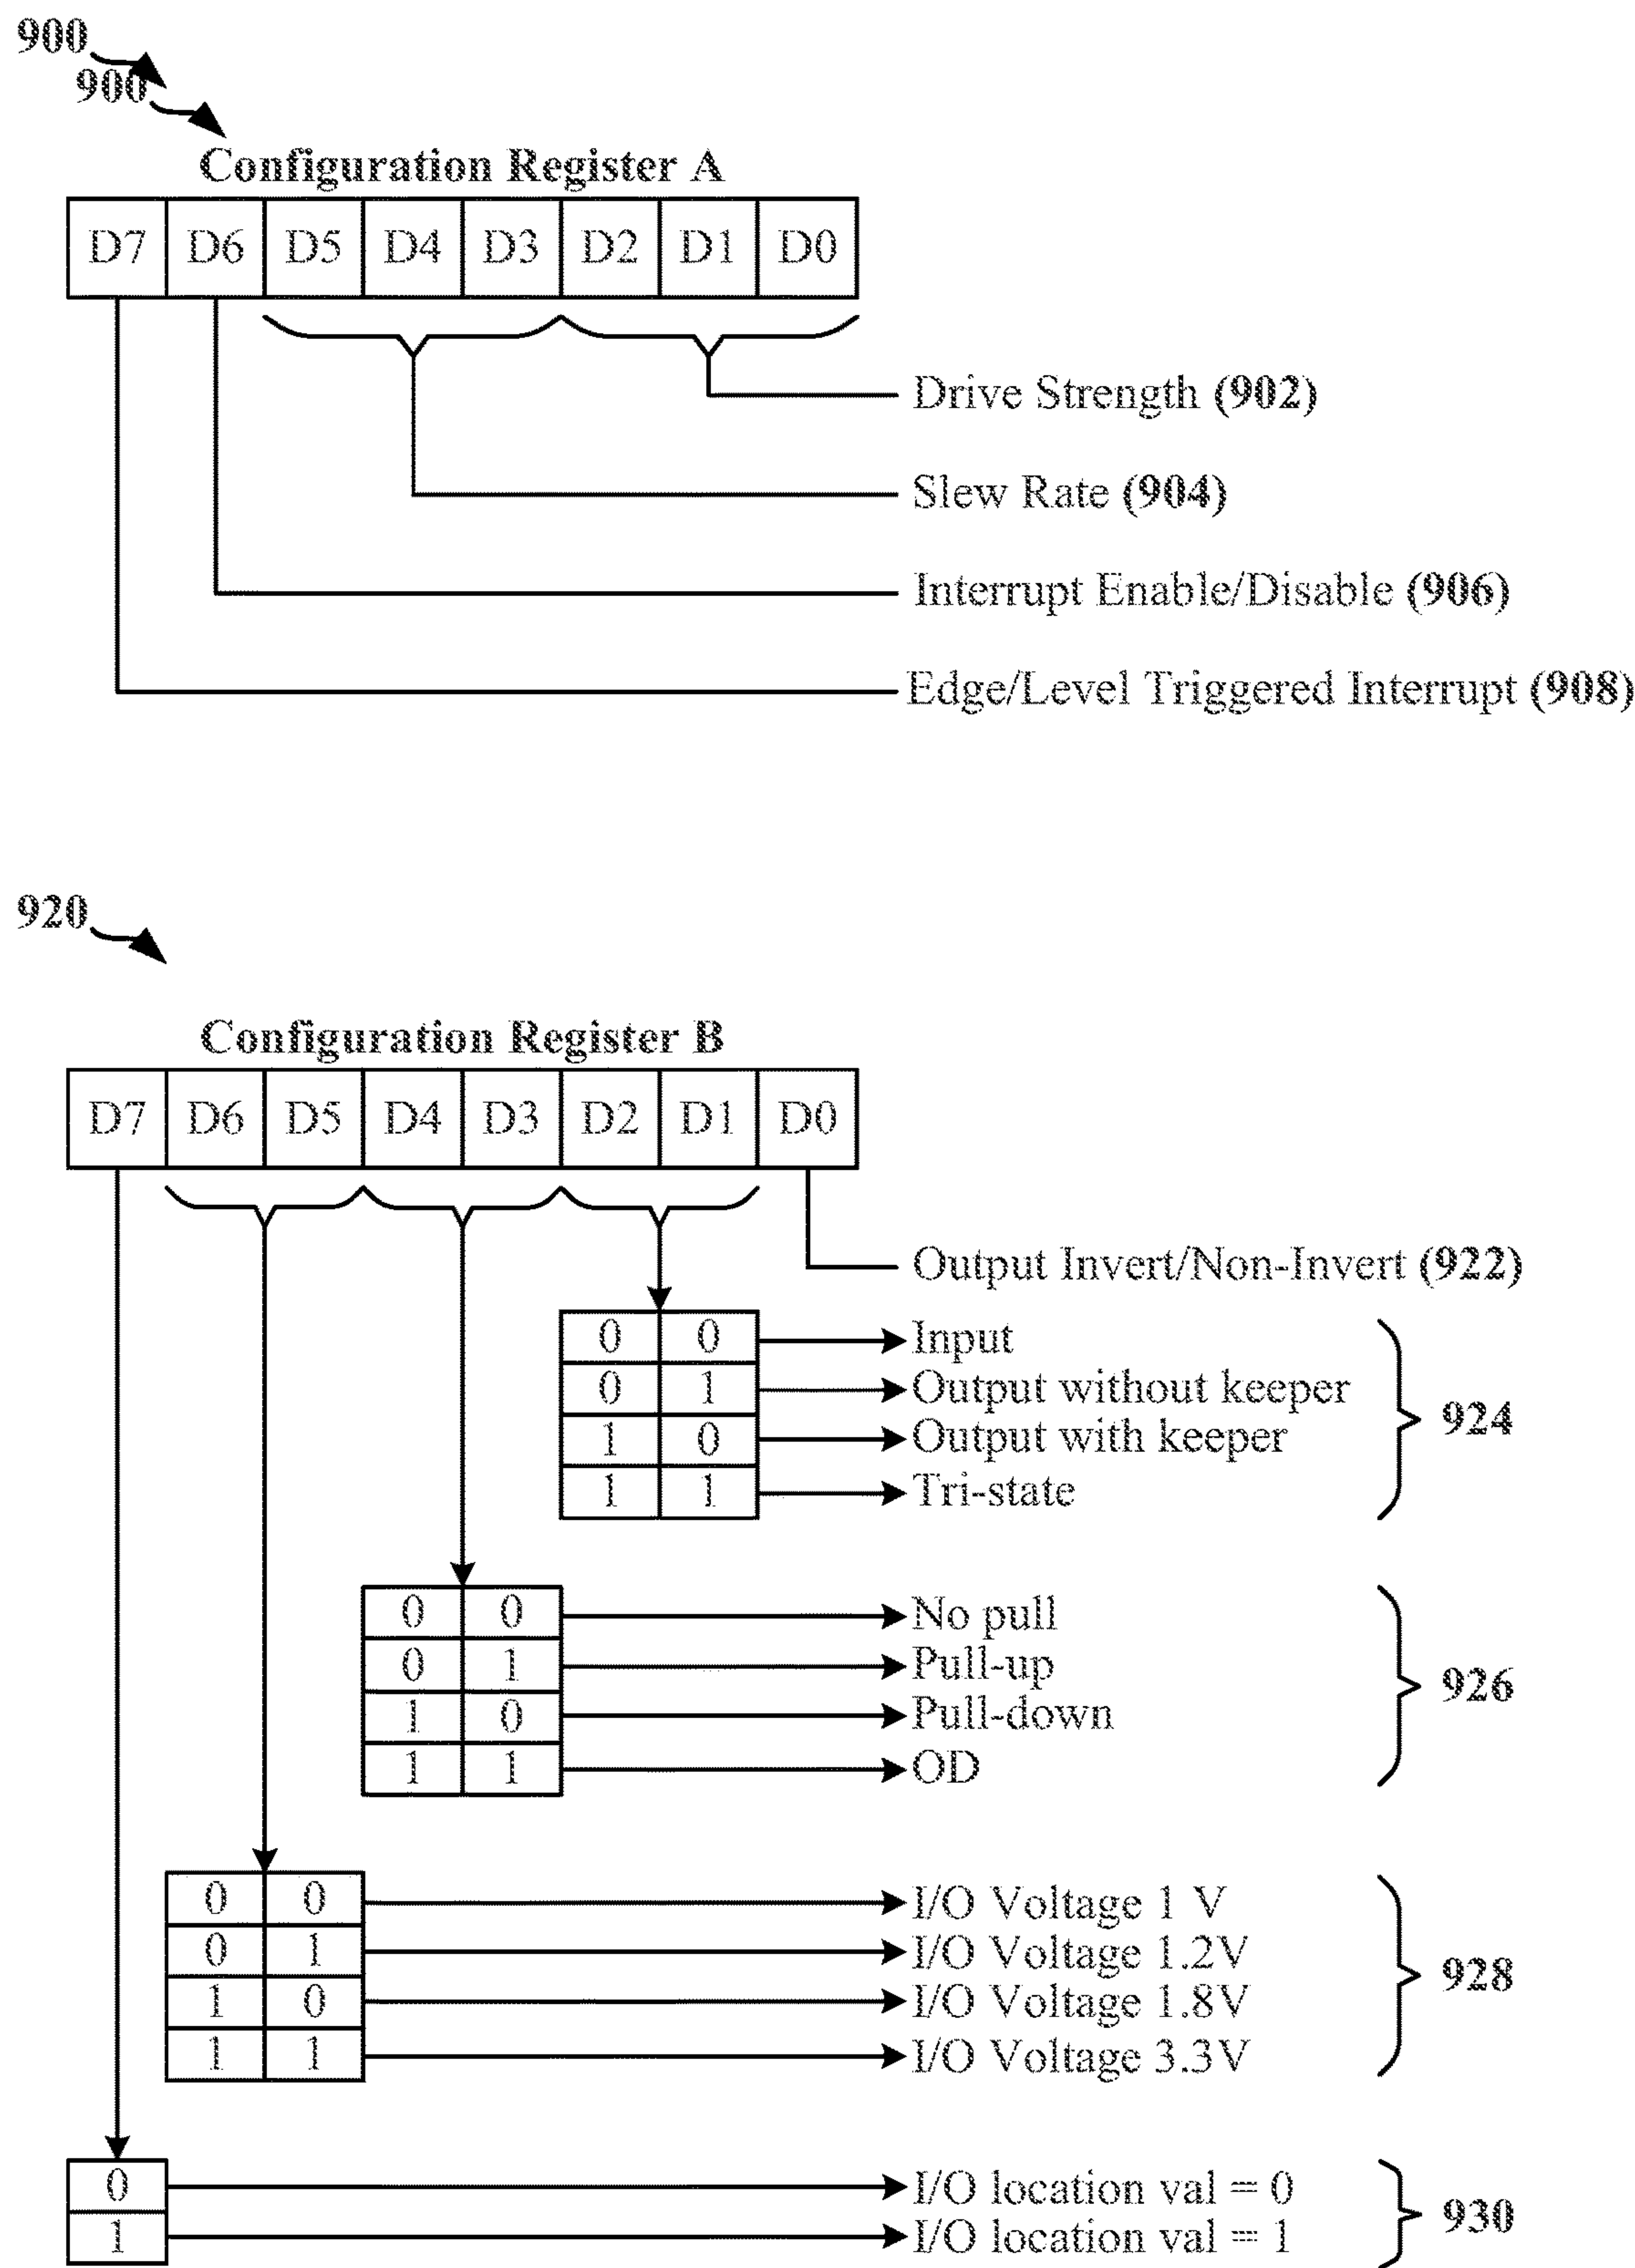 900
900
Configuration Register A
D7 D6 D5 D4 D3 D2 D1 D0
Drive Strength (902)
Slew Rate (904)
Interrupt Enable/Disable (906)
Edge/Level Triggered Interrupt (908)
920
Configuration Register B
D7 D6 D5 D4 D3 D2 D1 D0
Output Invert/Non-Invert (922)
0 0 Input
0 1 Output without keeper
1 0 Output with keeper
924
1 1 Tri-state
0 0 No pull
0 1 Pull-up
926
1 0 Pull-down
1 1 OD
0 0 I/O Voltage 1 V
0 1 I/O Voltage 1.2V
928
1 0 I/O Voltage 1.8V
1 1 I/O Voltage 3.3V
0 I/O location val = 0
930
1 I/O location val = 1